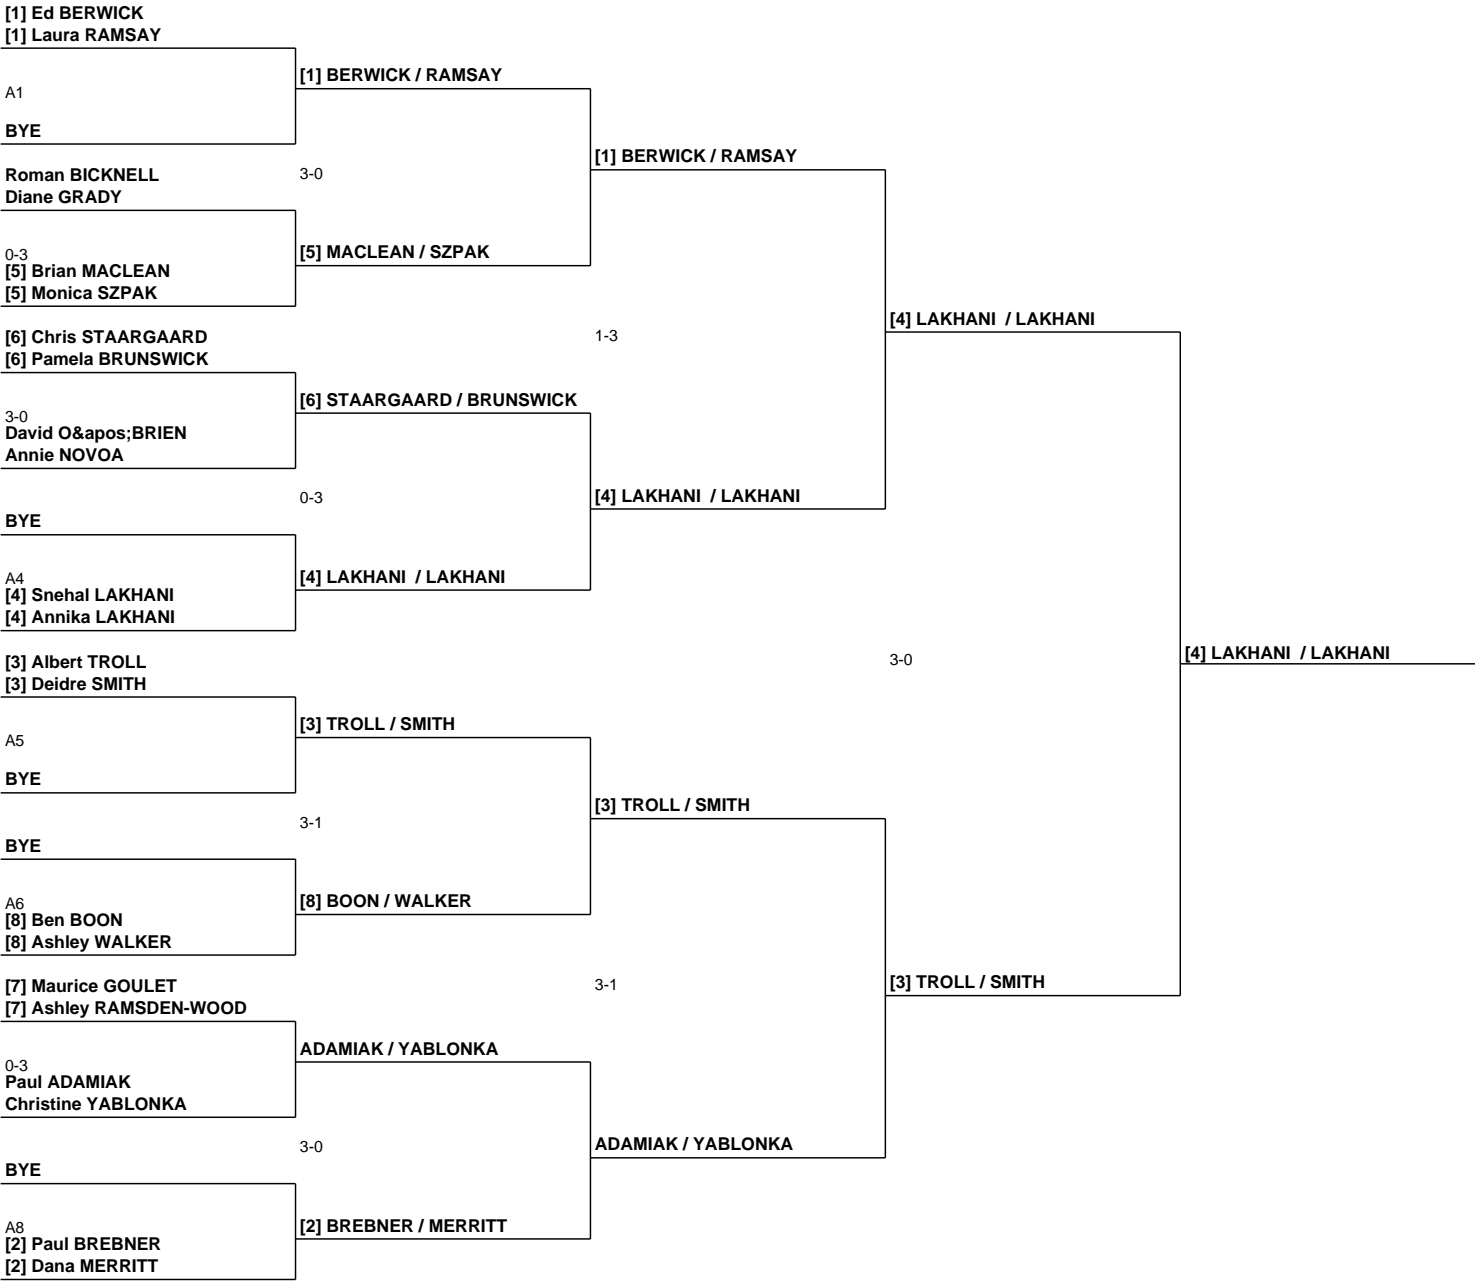 [1] Ed BERWICK
[1] Laura RAMSAY
[1] BERWICK / RAMSAY
A1
BYE
[1] BERWICK / RAMSAY
Roman BICKNELL
3-0
Diane GRADY
[5] MACLEAN / SZPAK
0-3
[5] Brian MACLEAN
[5] Monica SZPAK
[4] LAKHANI / LAKHANI
[6] Chris STAARGAARD
1-3
[6] Pamela BRUNSWICK
[6] STAARGAARD / BRUNSWICK
3-0
David O&apos;BRIEN
Annie NOVOA
0-3
[4] LAKHANI / LAKHANI
BYE
A4
[4] LAKHANI / LAKHANI
[4] Snehal LAKHANI
[4] Annika LAKHANI
[4] LAKHANI / LAKHANI
[3] Albert TROLL
3-0
[3] Deidre SMITH
[3] TROLL / SMITH
A5
BYE
[3] TROLL / SMITH
3-1
BYE
A6
[8] BOON / WALKER
[8] Ben BOON
[8] Ashley WALKER
[7] Maurice GOULET
3-1
[3] TROLL / SMITH
[7] Ashley RAMSDEN-WOOD
ADAMIAK / YABLONKA
0-3
Paul ADAMIAK
Christine YABLONKA
3-0
ADAMIAK / YABLONKA
BYE
A8
[2] BREBNER / MERRITT
[2] Paul BREBNER
[2] Dana MERRITT